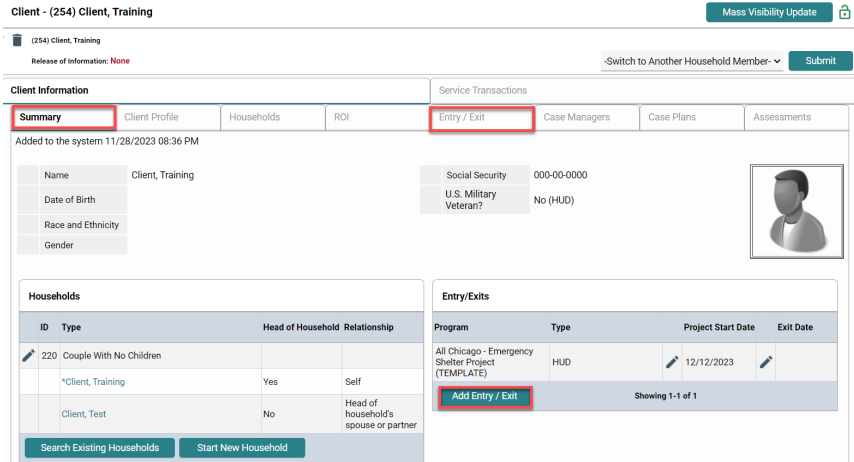 Client - (254) Client, Training
Mass Visibility Update
(254) Client, Training
Release of Information: None
-Switch to Another Household Member-
Submit
Client Information
Service Transactions
Summary
Client Profile
Households
ROI
Entry / Exit
Case Managers
Case Plans
Assessments
Added to the system 11/28/2023 08:36 PM
Name
Client, Training
Date of Birth
Race and Ethnicity
Gender
Social Security
000-00-0000
U.S. Military
Veteran?
No (HUD)
Households
ID Type Head of Household Relationship
220 Couple With No Children
*Client, Training Yes Self
Client, Test No
Head of
household's
spouse or partner
Search Existing Households
Start New Household
Entry/Exits
Program Type Project Start Date Exit Date
All Chicago - Emergency
Shelter Project
(TEMPLATE)
HUD
12/12/2023
Add Entry / Exit
Showing 1-1 of 1